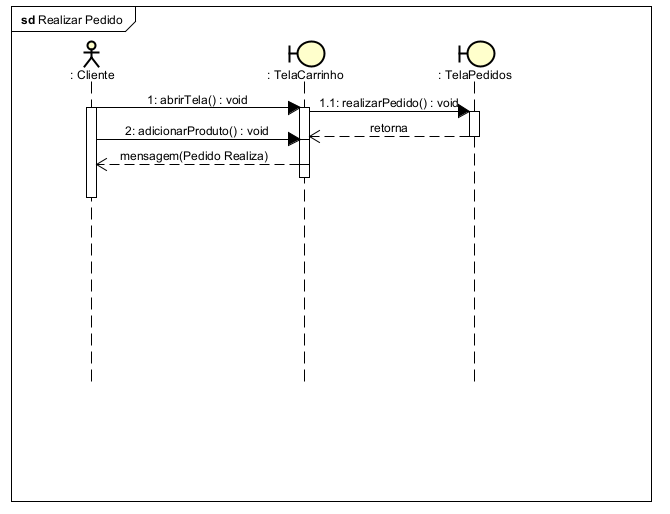 sd Realizar Pedido
: Cliente
: TelaCarrinho
: TelaPedidos
1: abrirTela() : void
1.1: realizarPedido() : void
2: adicionarProduto() : void
retorna
mensagem(Pedido Realiza)